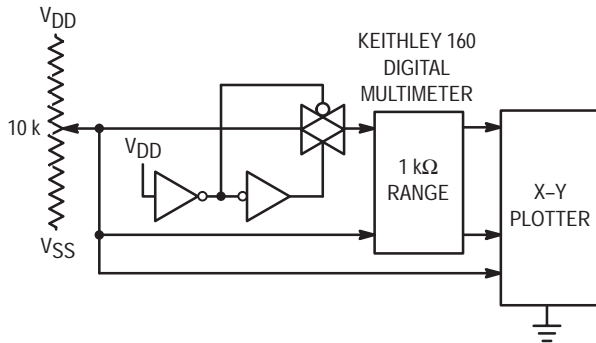 VDD
10 k
VSS
VDD
KEITHLEY 160
DIGITAL
MULTIMETER
1 kΩ
RANGE
X–Y
PLOTTER